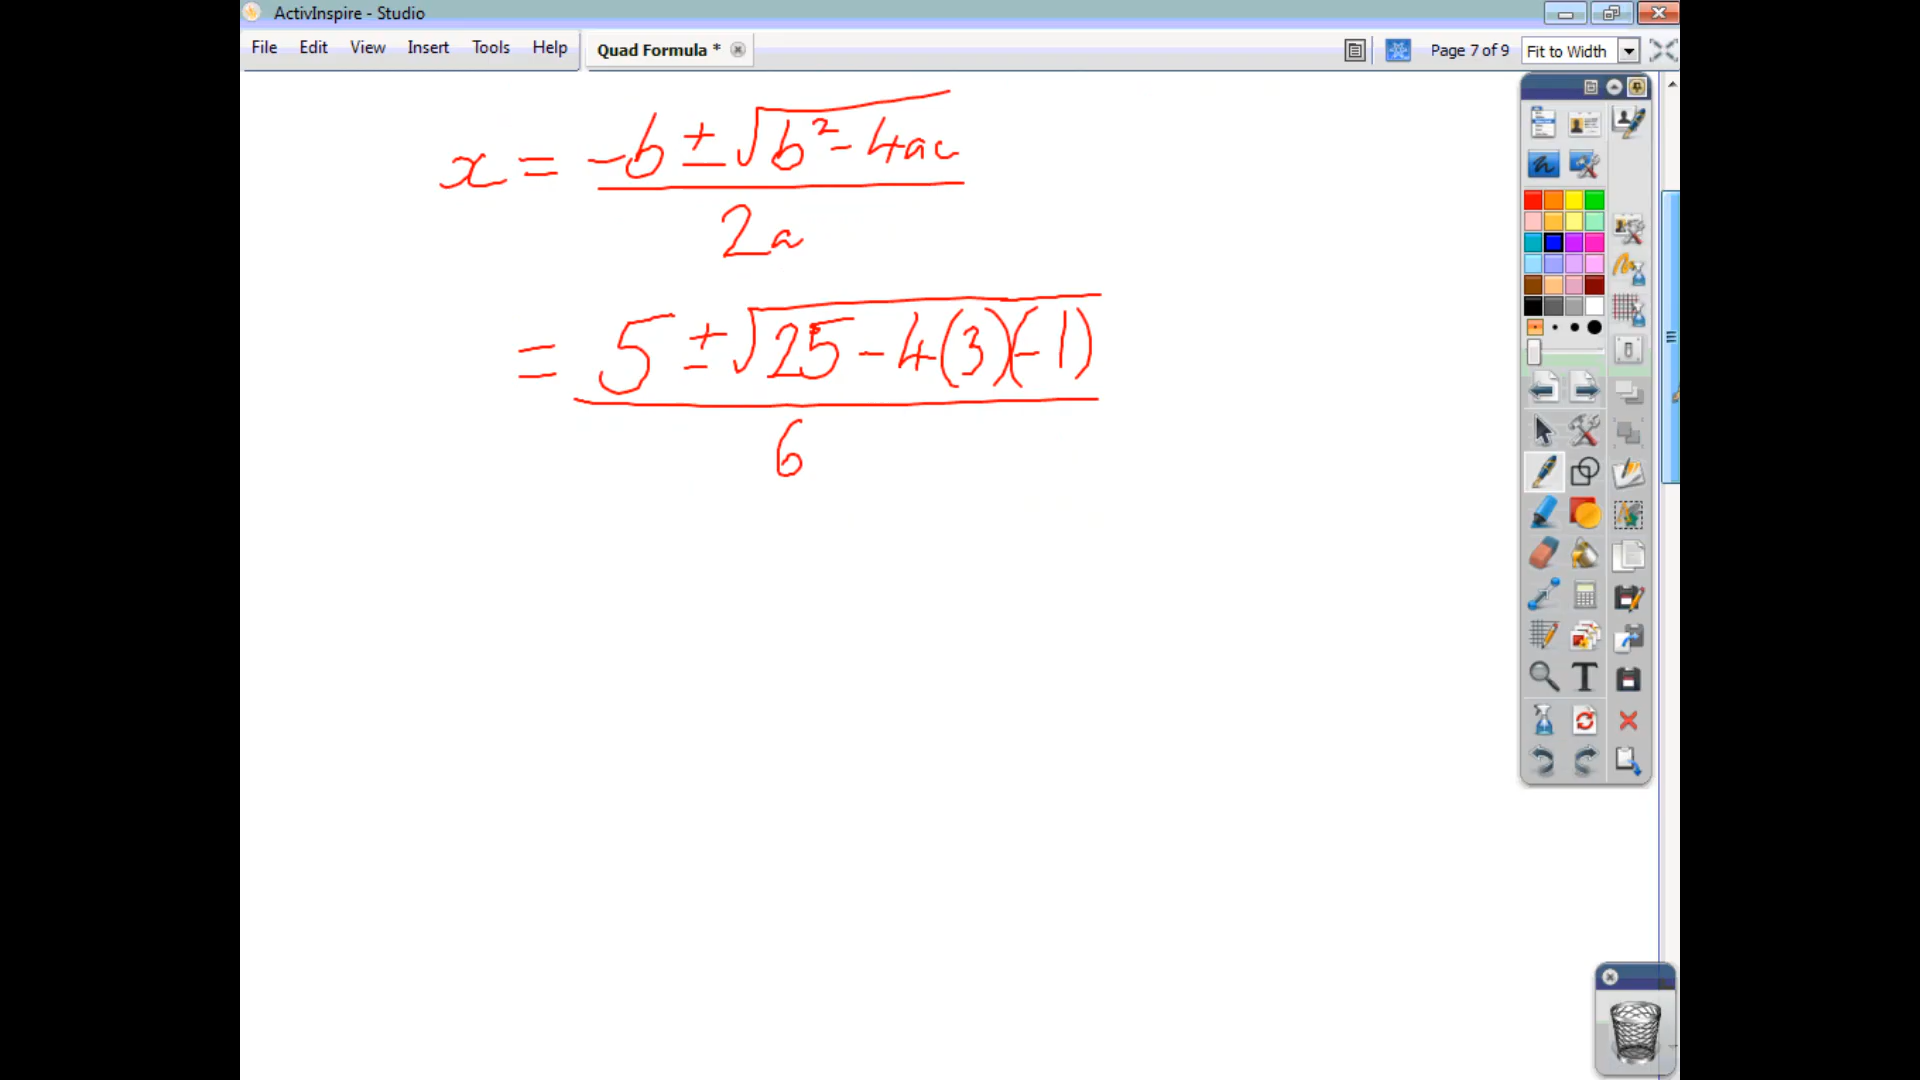 ActivInspire - Studio
File Edit View Insert Tools Help Quad Formula * Page 7 of 9 Fit to Width
x = -b ± √b² - 4ac
2a
= 5 ± √25 - 4(3)(-1)
6